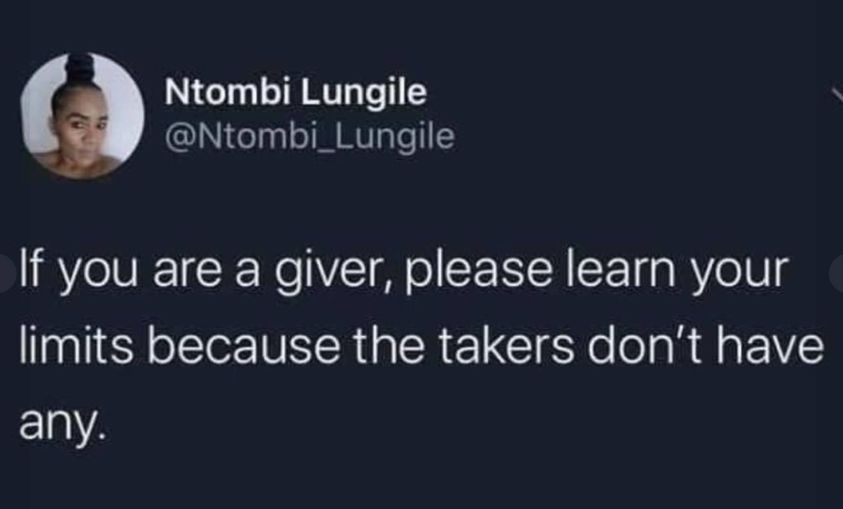 Ntombi Lungile
@Ntombi_Lungile
If you are a giver, please learn your
limits because the takers don’t have
any.